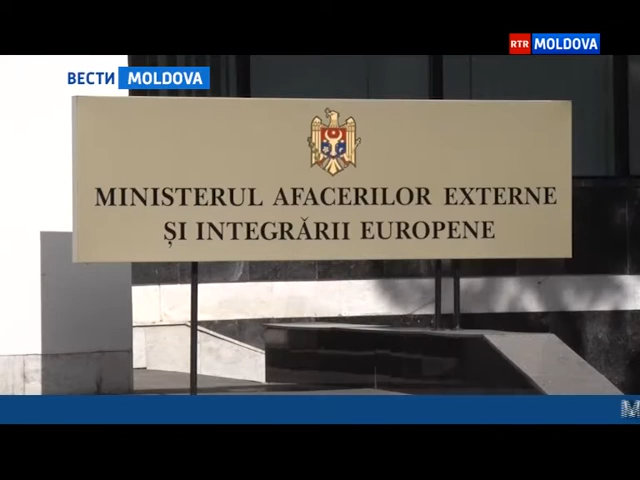 RTR MOLDOVA
ВЕСТИ MOLDOVA
MINISTERUL AFACERILOR EXTERNE
ȘI INTEGRĂRII EUROPENE